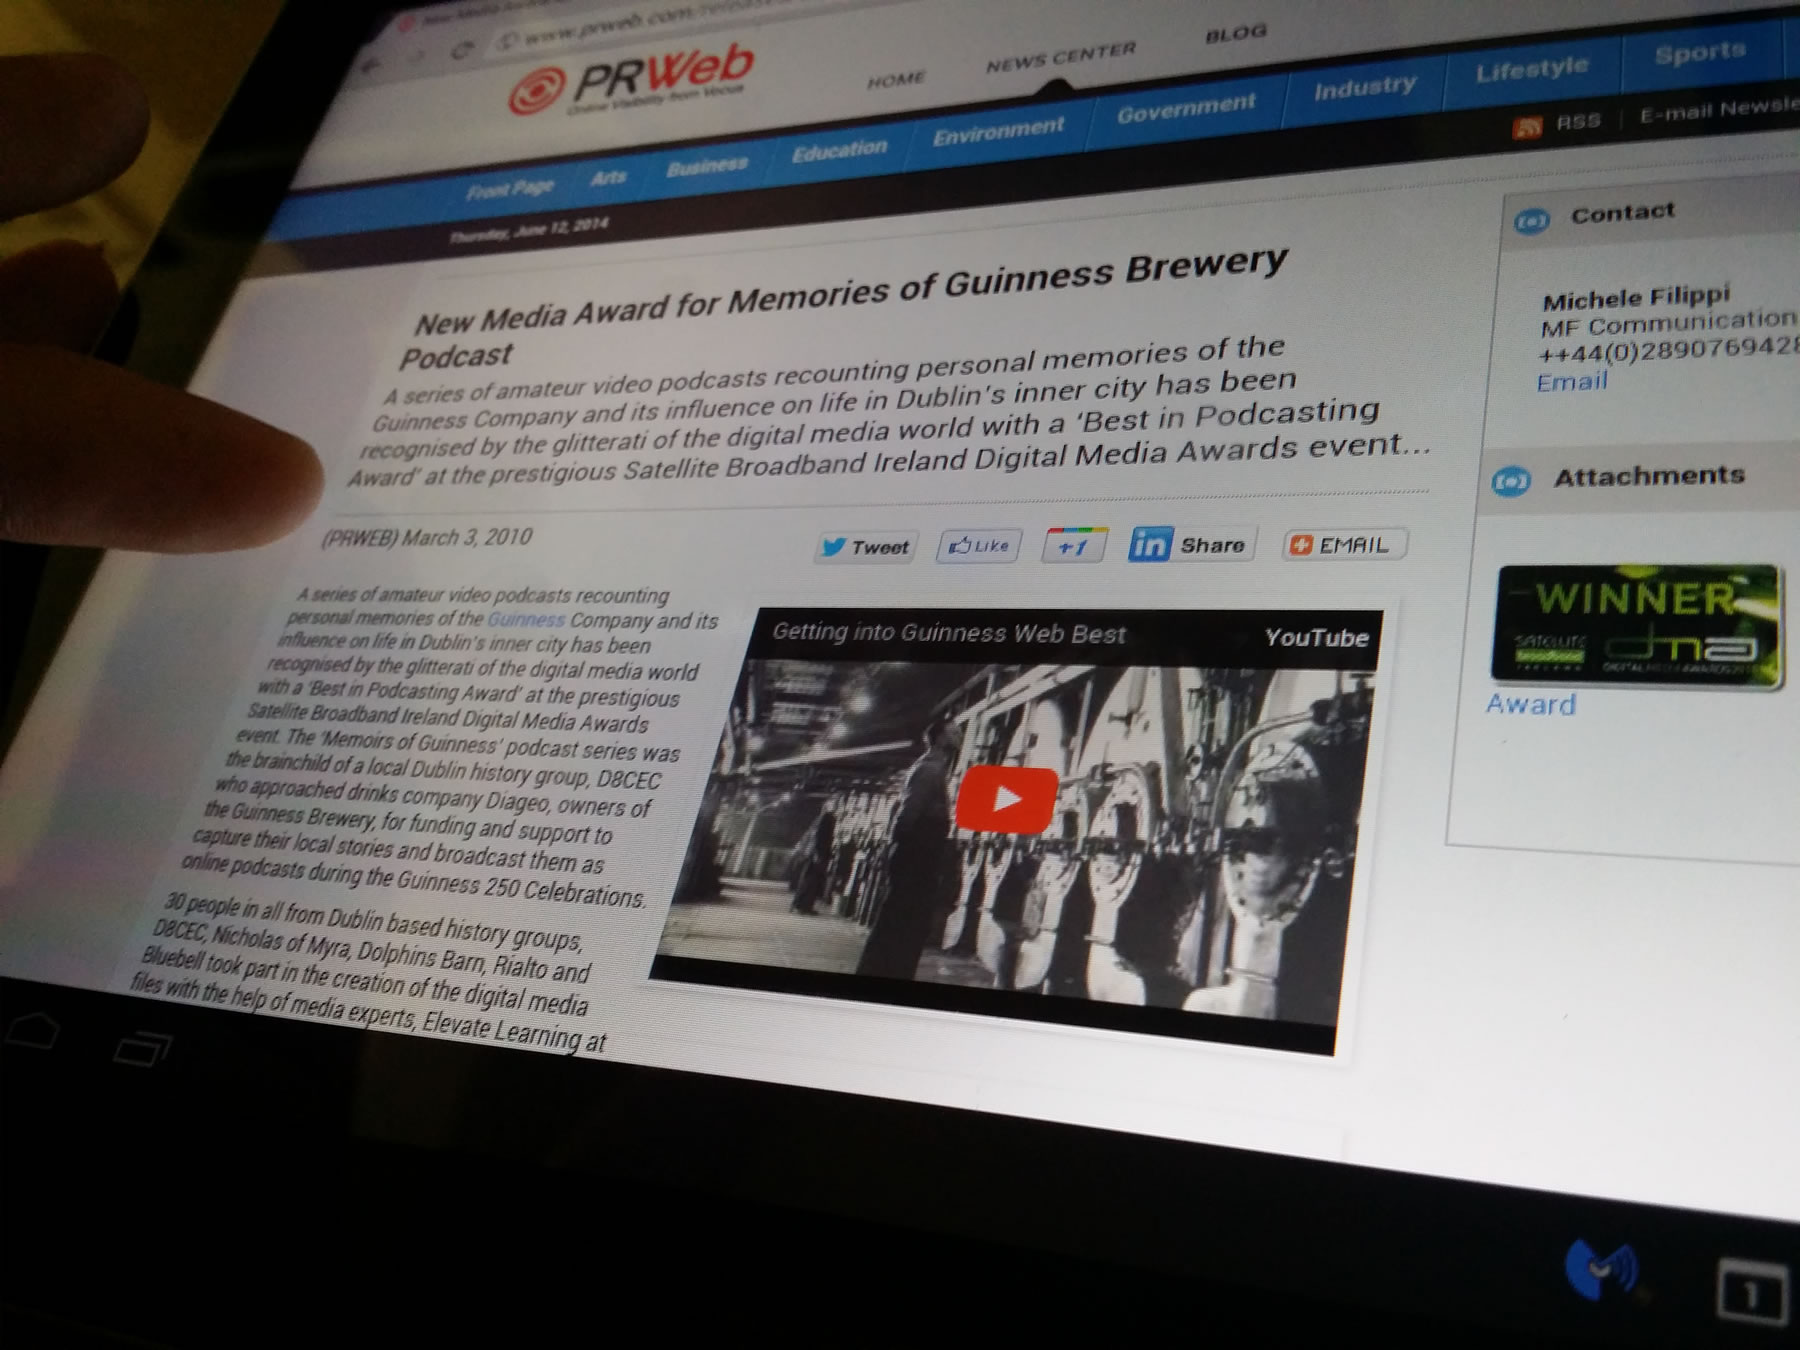 www.prweb.com/release
PRWeb
Online Visibility from Vocus
HOME
NEWS CENTER
BLOG
Front Page
Arts
Business
Education
Environment
Government
Industry
Lifestyle
Sports
Thursday, June 12, 2014
RSS
E-mail Newsle
New Media Award for Memories of Guinness Brewery
Podcast
A series of amateur video podcasts recounting personal memories of the
Guinness Company and its influence on life in Dublin's inner city has been
recognised by the glitterati of the digital media world with a 'Best in Podcasting
Award' at the prestigious Satellite Broadband Ireland Digital Media Awards event...
(PRWEB) March 3, 2010
Tweet
Like
+1
in Share
EMAIL
A series of amateur video podcasts recounting
personal memories of the Guinness Company and its
influence on life in Dublin's inner city has been
recognised by the glitterati of the digital media world
with a 'Best in Podcasting Award' at the prestigious
Satellite Broadband Ireland Digital Media Awards
event. The 'Memoirs of Guinness' podcast series was
the brainchild of a local Dublin history group, D8CEC
who approached drinks company Diageo, owners of
the Guinness Brewery, for funding and support to
capture their local stories and broadcast them as
online podcasts during the Guinness 250 Celebrations.
30 people in all from Dublin based history groups,
D8CEC, Nicholas of Myra, Dolphins Barn, Rialto and
Bluebell took part in the creation of the digital media
files with the help of media experts, Elevate Learning at
Getting into Guinness Web Best
YouTube
Contact
Michele Filippi
MF Communication
++44(0)2890769428
Email
Attachments
WINNER
SATELLITE
broadband
dma
Award
1